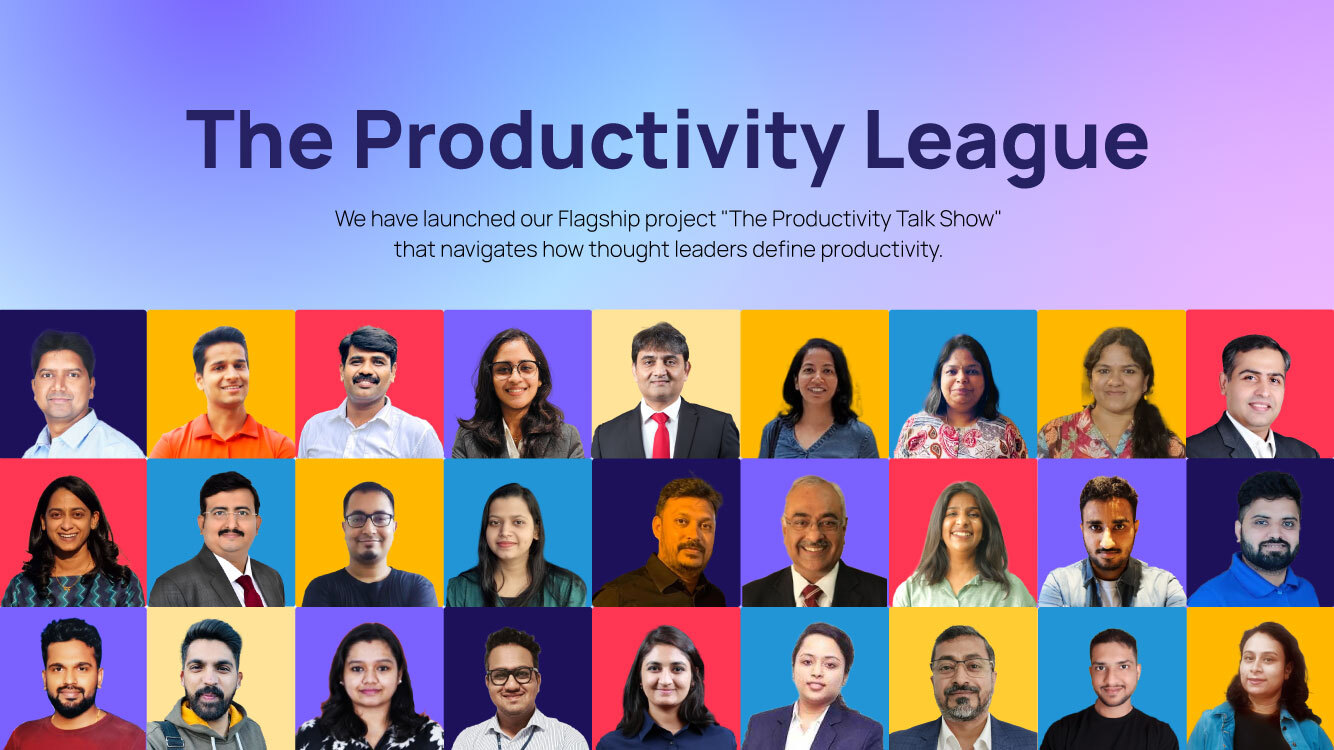 The Productivity League
We have launched our Flagship project "The Productivity Talk Show"
that navigates how thought leaders define productivity.